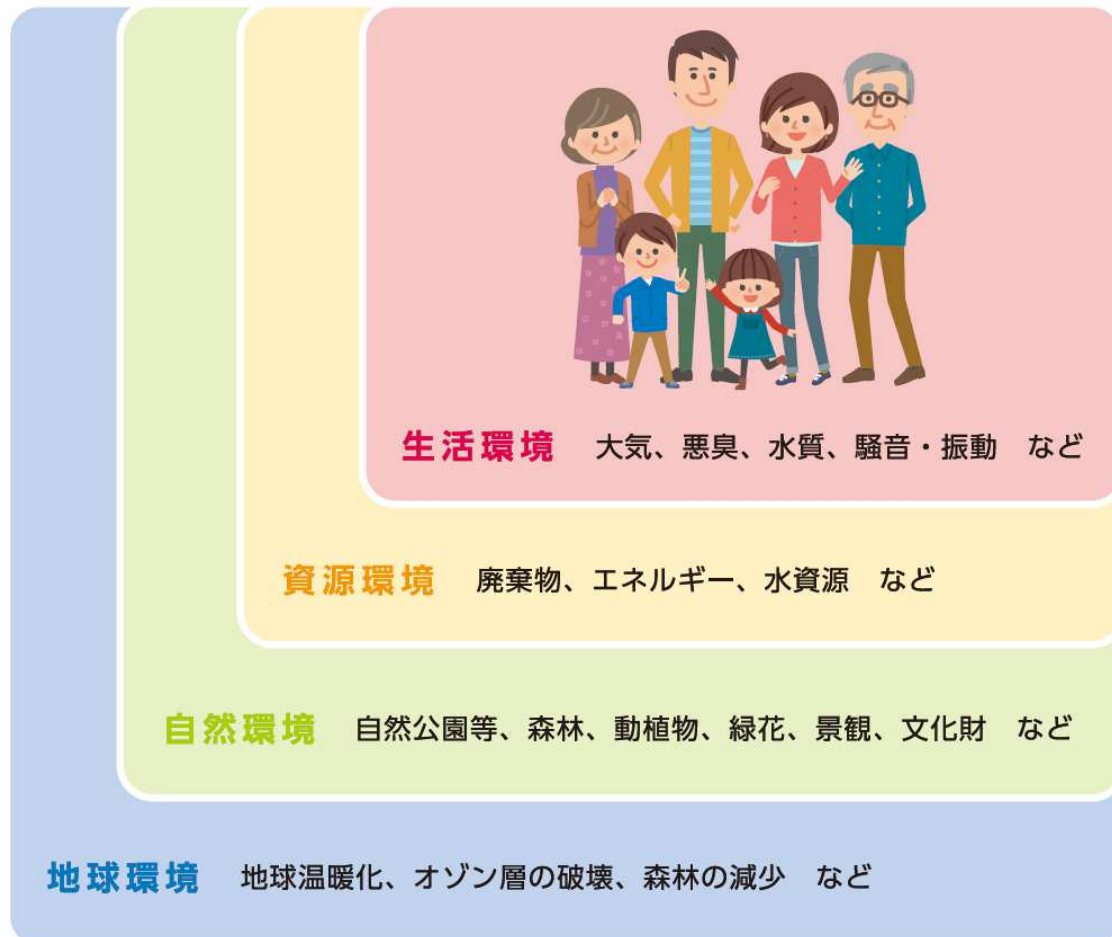 生活環境 大気、悪臭、水質、騒音・振動 など
資源環境 廃棄物、エネルギー、水資源 など
自然環境 自然公園等、森林、動植物、緑花、景観、文化財 など
地球環境 地球温暖化、オゾン層の破壊、森林の減少 など